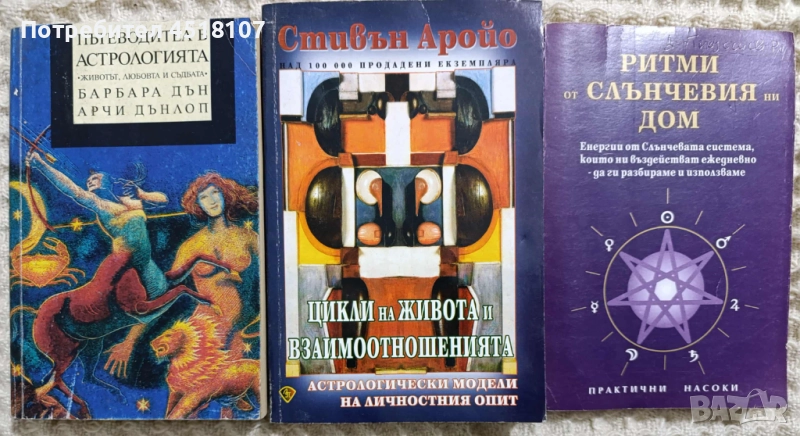 ПЪТЕВОДИТЕЛ В
АСТРОЛОГИЯТА
•ЖИВОТЪТ, ЛЮБОВТА И СЪДБАТА•
БАРБАРА ДЪН
АРЧИ ДЪНЛОП
Стивън Аройо
НАД 100 000 ПРОДАДЕНИ ЕКЗЕМПЛЯРА
ЦИКЛИ НА ЖИВОТА И
ВЗАИМООТНОШЕНИЯТА
АСТРОЛОГИЧЕСКИ МОДЕЛИ
НА ЛИЧНОСТНИЯ ОПИТ
РИТМИ
от СЛЪНЧЕВИЯ ни
ДОМ
Енергии от Слънчевата система,
които ни въздействат ежедневно
- да ги разбираме и използваме
ПРАКТИЧНИ НАСОКИ
BAZAR